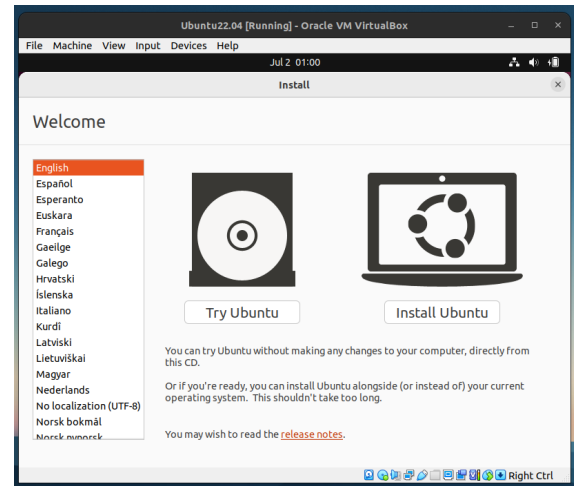 Ubuntu22.04 [Running] - Oracle VM VirtualBox
File Machine View Input Devices Help
Jul 2 01:00
Install
Welcome
English
Español
Esperanto
Euskara
Français
Gaeilge
Galego
Hrvatski
Íslenska
Italiano
Kurdî
Latviski
Lietuviškai
Magyar
Nederlands
No localization (UTF-8)
Norsk bokmål
Norsk nynorsk
Try Ubuntu
Install Ubuntu
You can try Ubuntu without making any changes to your computer, directly from
this CD.
Or if you're ready, you can install Ubuntu alongside (or instead of) your current
operating system. This shouldn't take too long.
You may wish to read the release notes.
Right Ctrl